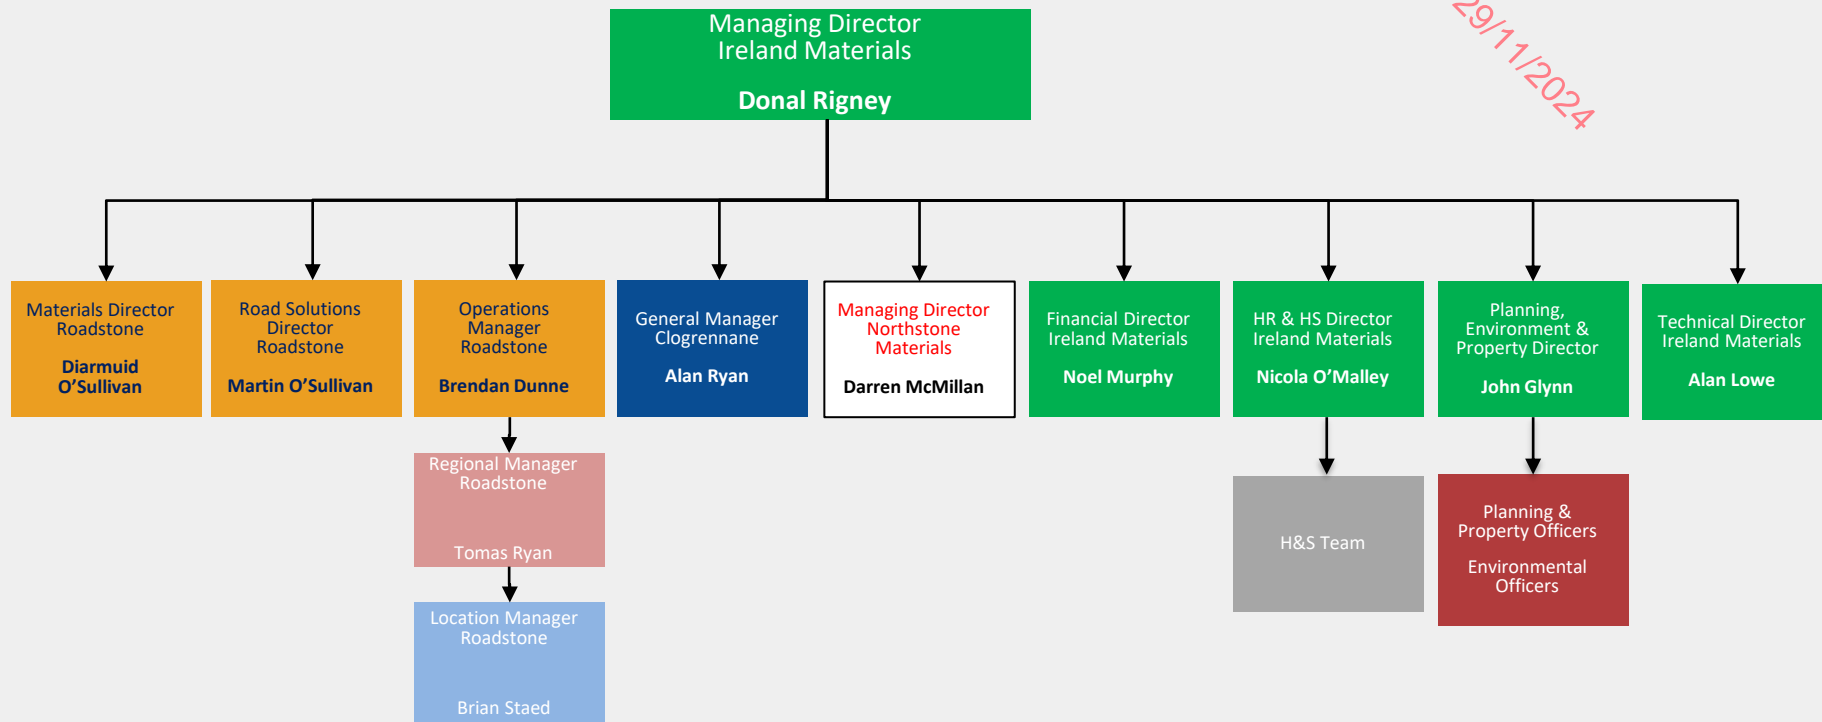 Managing Director
Ireland Materials
Donal Rigney
29/11/2024
Materials Director
Roadstone
Diarmuid
O’Sullivan
Road Solutions
Director
Roadstone
Martin O’Sullivan
Operations
Manager
Roadstone
Brendan Dunne
General Manager
Clogrennane
Alan Ryan
Managing Director
Northstone
Materials
Darren McMillan
Financial Director
Ireland Materials
Noel Murphy
HR & HS Director
Ireland Materials
Nicola O’Malley
Planning,
Environment &
Property Director
John Glynn
Technical Director
Ireland Materials
Alan Lowe
Regional Manager
Roadstone
Tomas Ryan
H&S Team
Planning &
Property Officers
Environmental
Officers
Location Manager
Roadstone
Brian Staed